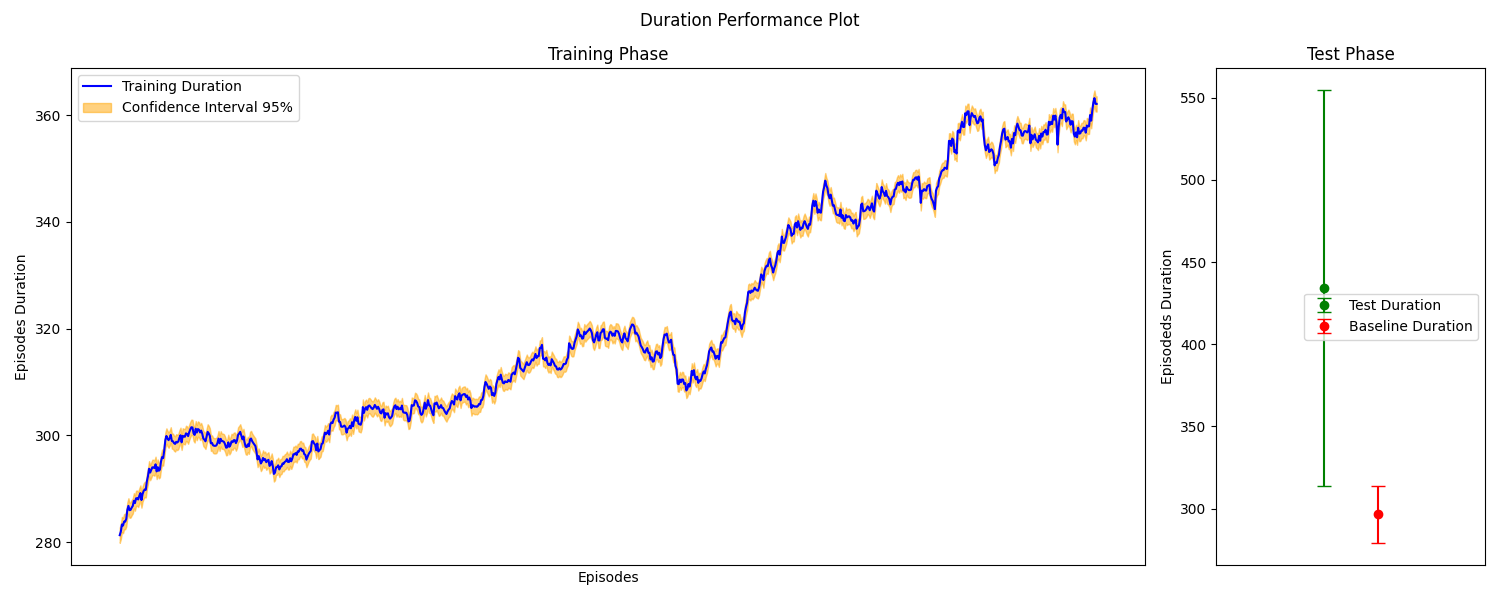 Duration Performance Plot
Training Phase
Training Duration
Confidence Interval 95%
Episodes Duration
360
340
320
300
280
Episodes
Test Phase
Episodeds Duration
550
500
450
400
350
300
Test Duration
Baseline Duration